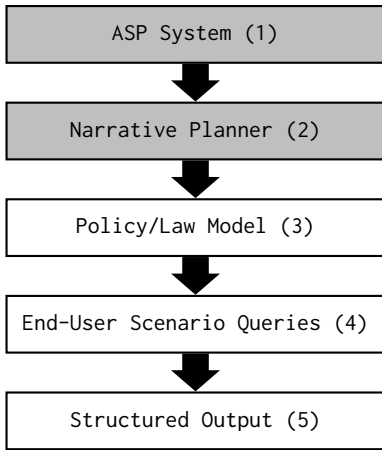 ASP System (1)
Narrative Planner (2)
Policy/Law Model (3)
End-User Scenario Queries (4)
Structured Output (5)